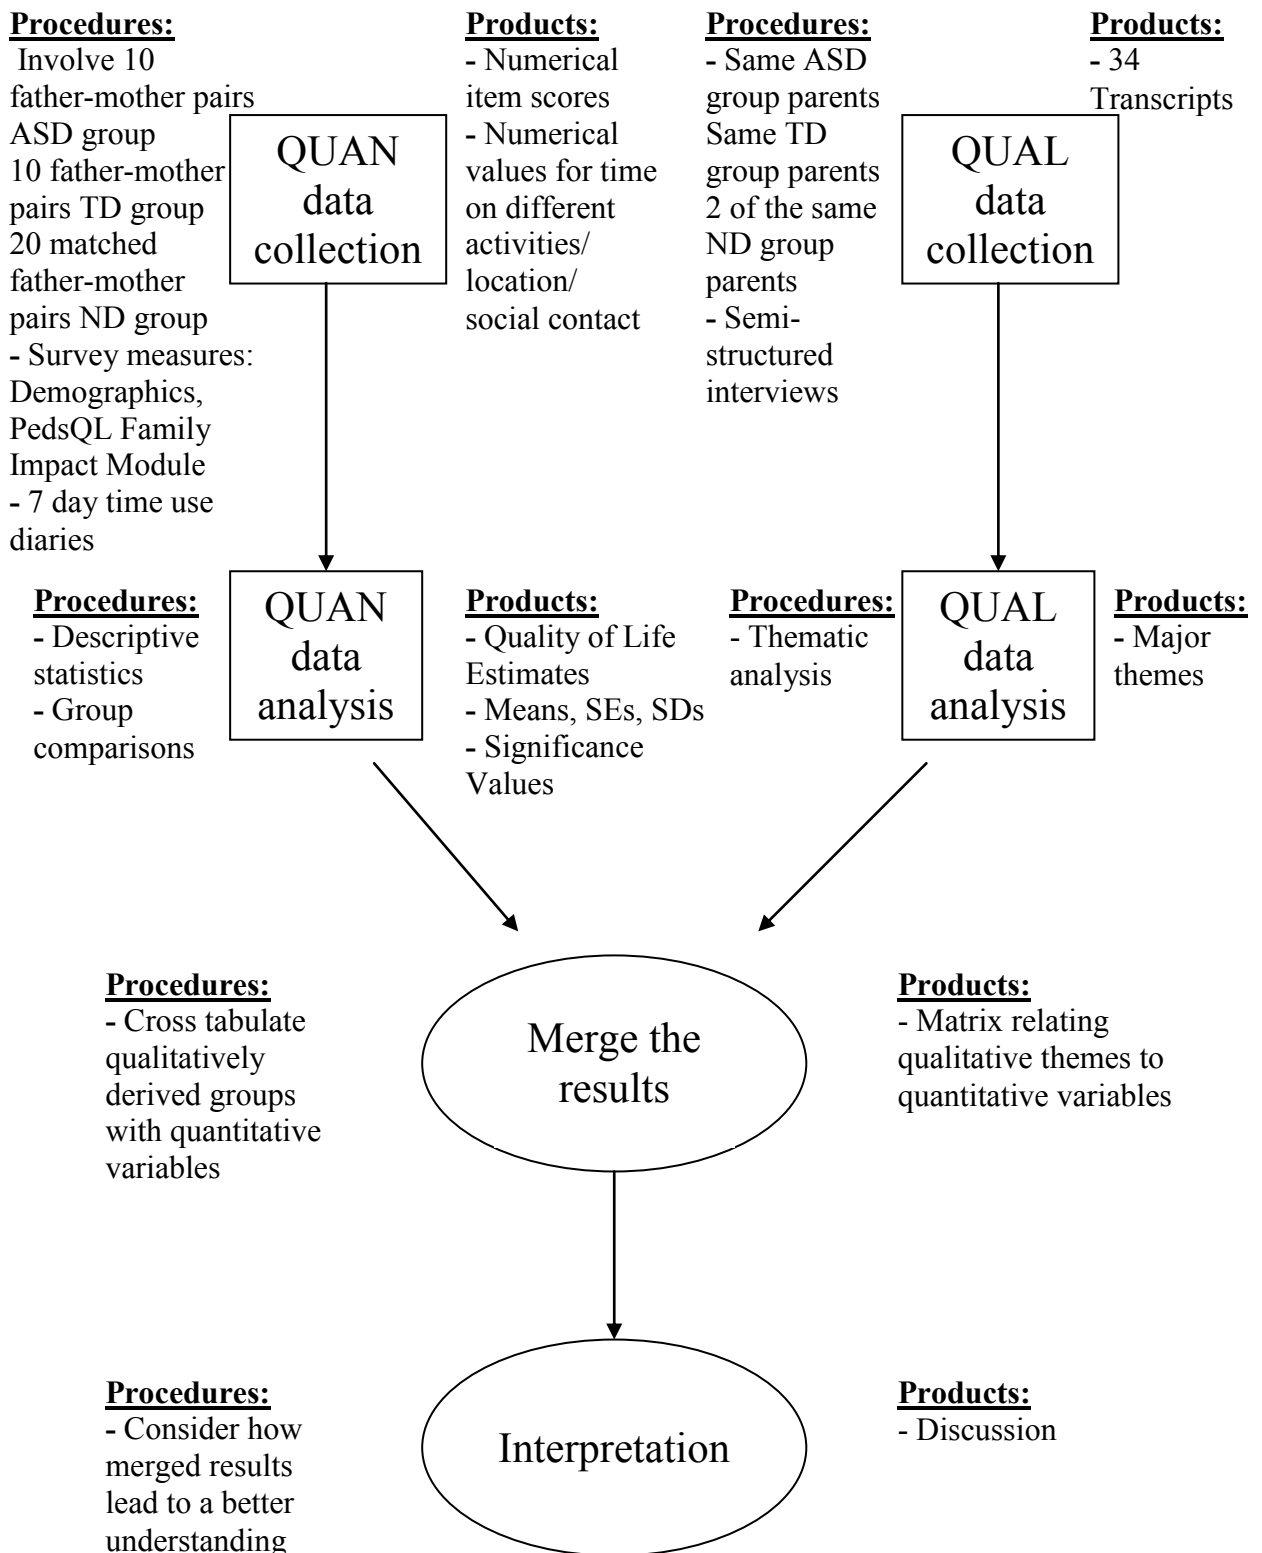 Procedures:
Involve 10
father-mother pairs
ASD group
10 father-mother
pairs TD group
20 matched
father-mother
pairs ND group
- Survey measures:
Demographics,
PedsQL Family
Impact Module
- 7 day time use
diaries
QUAN
data
collection
Products:
- Numerical
item scores
- Numerical
values for time
on different
activities/
location/
social contact
Procedures:
- Same ASD
group parents
Same TD
group parents
2 of the same
ND group
parents
- Semi-
structured
interviews
QUAL
data
collection
Products:
- 34
Transcripts
Procedures:
- Descriptive
statistics
- Group
comparisons
QUAN
data
analysis
Products:
- Quality of Life
Estimates
- Means, SEs, SDs
- Significance
Values
Procedures:
- Thematic
analysis
QUAL
data
analysis
Products:
- Major
themes
Procedures:
- Cross tabulate
qualitatively
derived groups
with quantitative
variables
Merge the
results
Products:
- Matrix relating
qualitative themes to
quantitative variables
Procedures:
- Consider how
merged results
lead to a better
understanding
Interpretation
Products:
- Discussion